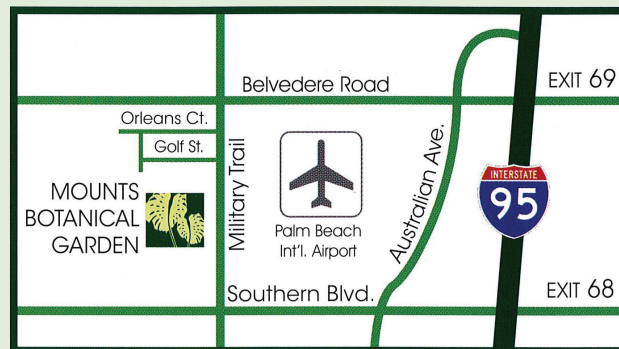 Belvedere Road
EXIT 69
Orleans Ct.
Golf St.
Military Trail
MOUNTS
BOTANICAL
GARDEN
Palm Beach
Int'l. Airport
Australian Ave.
INTERSTATE
95
Southern Blvd.
EXIT 68